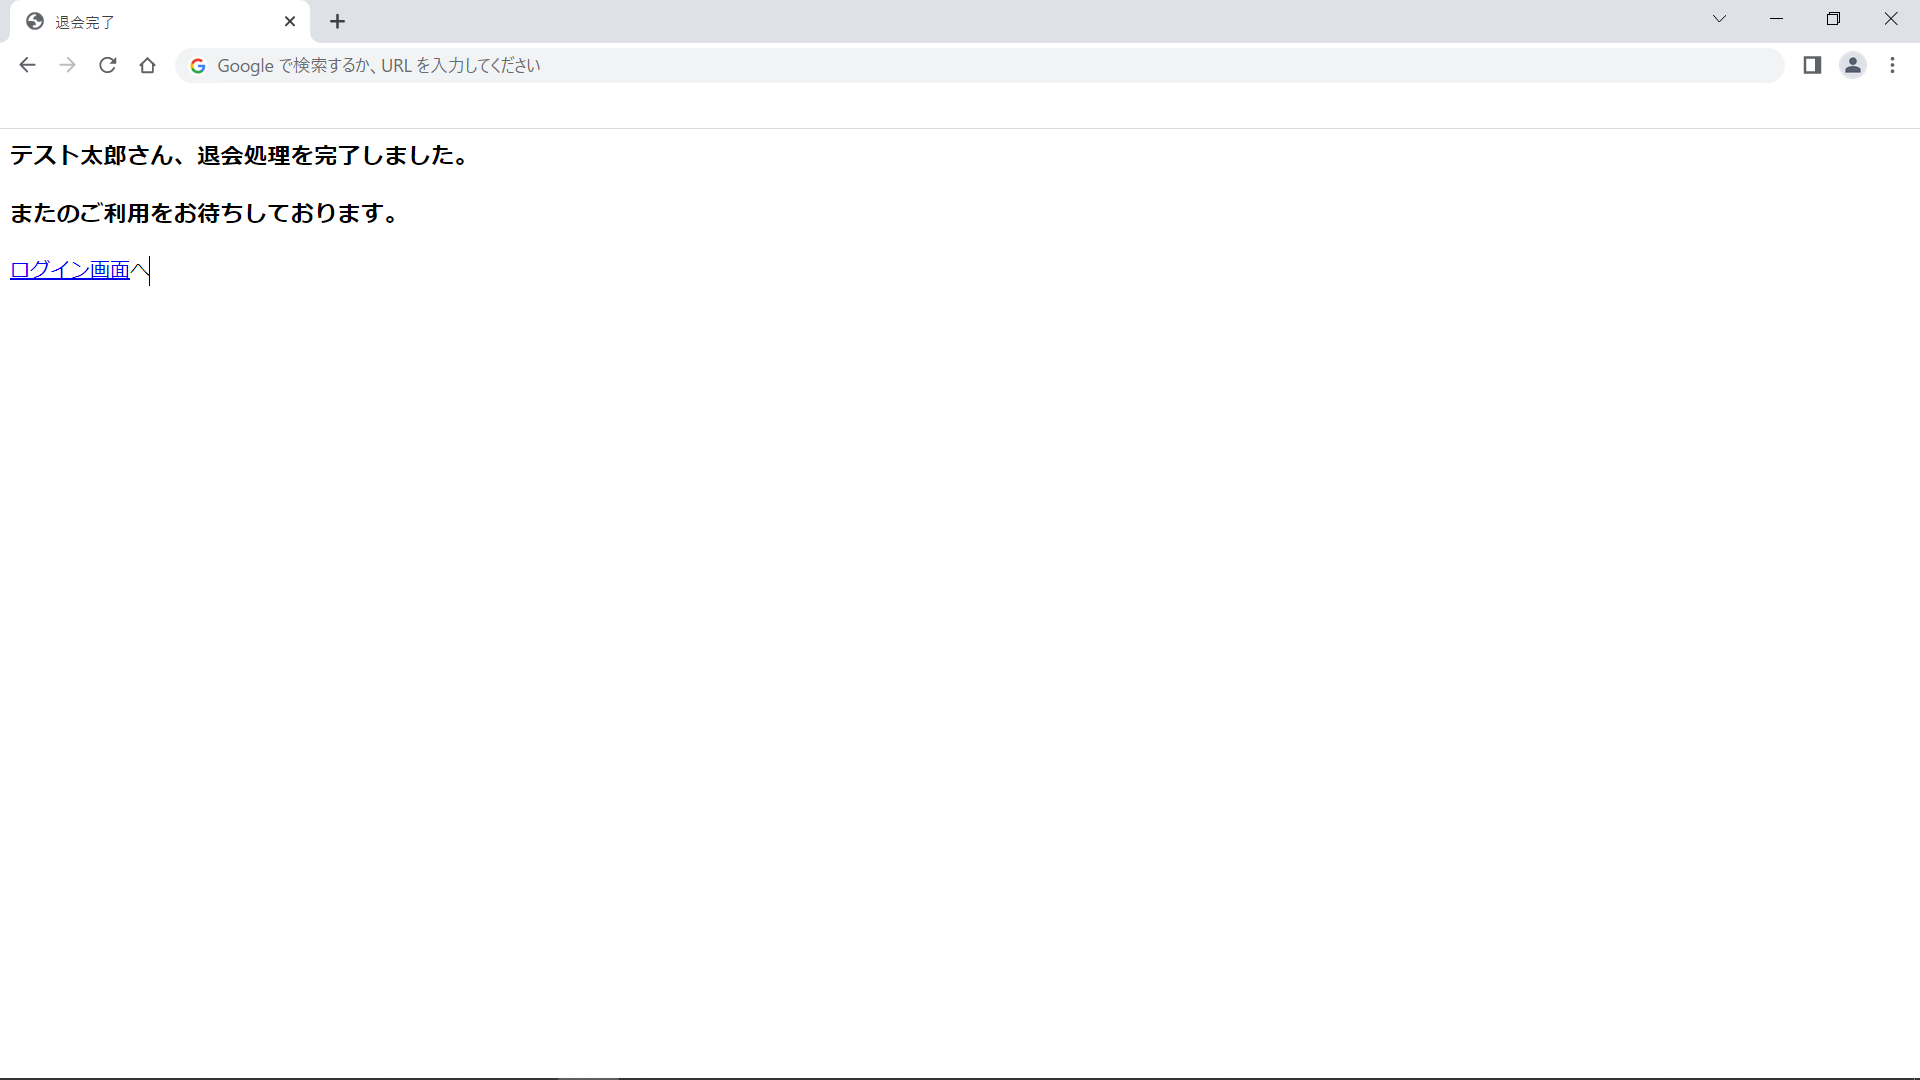 退会完了
Google で検索するか、URL を入力してください
テスト太郎さん、退会処理を完了しました。
またのご利用をお待ちしております。
ログイン画面へ